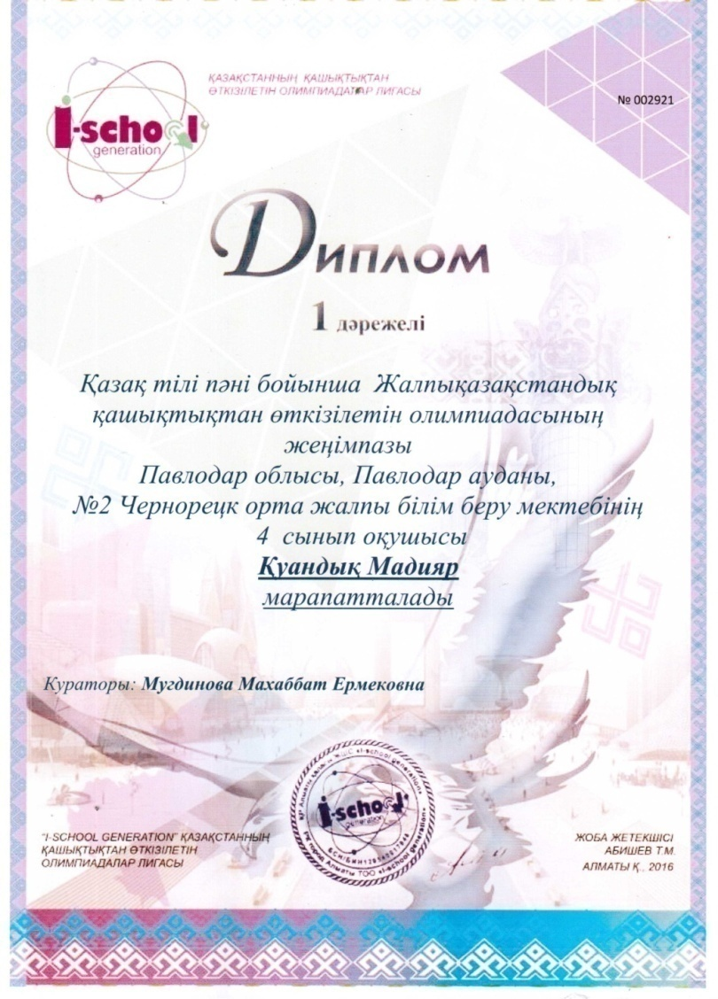 ҚАЗАҚСТАННЫҢ ҚАШЫҚТЫҚТАН
ӨТКІЗІЛЕТІН ОЛИМПИАДАЛАР ЛИГАСЫ
№ 002921
i-school
generation
Диплом
1 дәрежелі
Қазақ тілі пәні бойынша Жалпықазақстандық
қашықтықтан өткізілетін олимпиадасының
жеңімпазы
Павлодар облысы, Павлодар ауданы,
№2 Чернорецк орта жалпы білім беру мектебінің
4 сынып оқушысы
Қуандық Мадияр
марапатталады
Кураторы: Мугдинова Махаббат Ермековна
i-school
generation
"I-SCHOOL GENERATION" ҚАЗАҚСТАННЫҢ
ҚАШЫҚТЫҚТАН ӨТКІЗІЛЕТІН
ОЛИМПИАДАЛАР ЛИГАСЫ
ЖОБА ЖЕТЕКШІСІ
АБИШЕВ Т.М.
АЛМАТЫ Қ., 2016